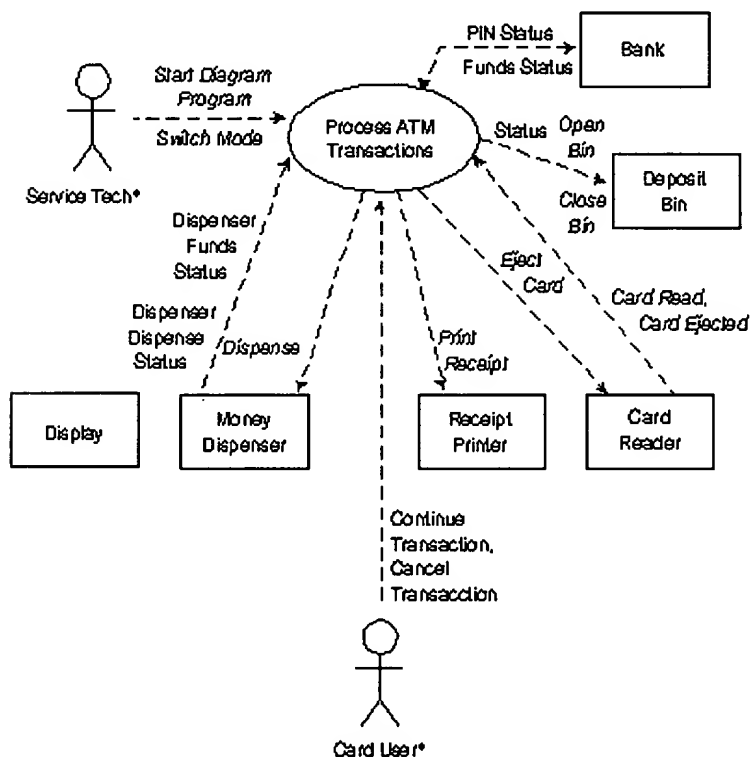 PIN Status
Funds Status
Bank
Start Diagram
Program
Switch Mode
Service Tech*
Process ATM
Transactions
Status
Open
Bin
Close
Bin
Deposit
Bin
Dispenser
Funds
Status
Dispenser
Dispense
Status
Dispense
Eject
Card
Card Read,
Card Ejected
Print
Receipt
Display
Money
Dispenser
Receipt
Printer
Card
Reader
Continue
Transaction,
Cancel
Transacction
Card User*